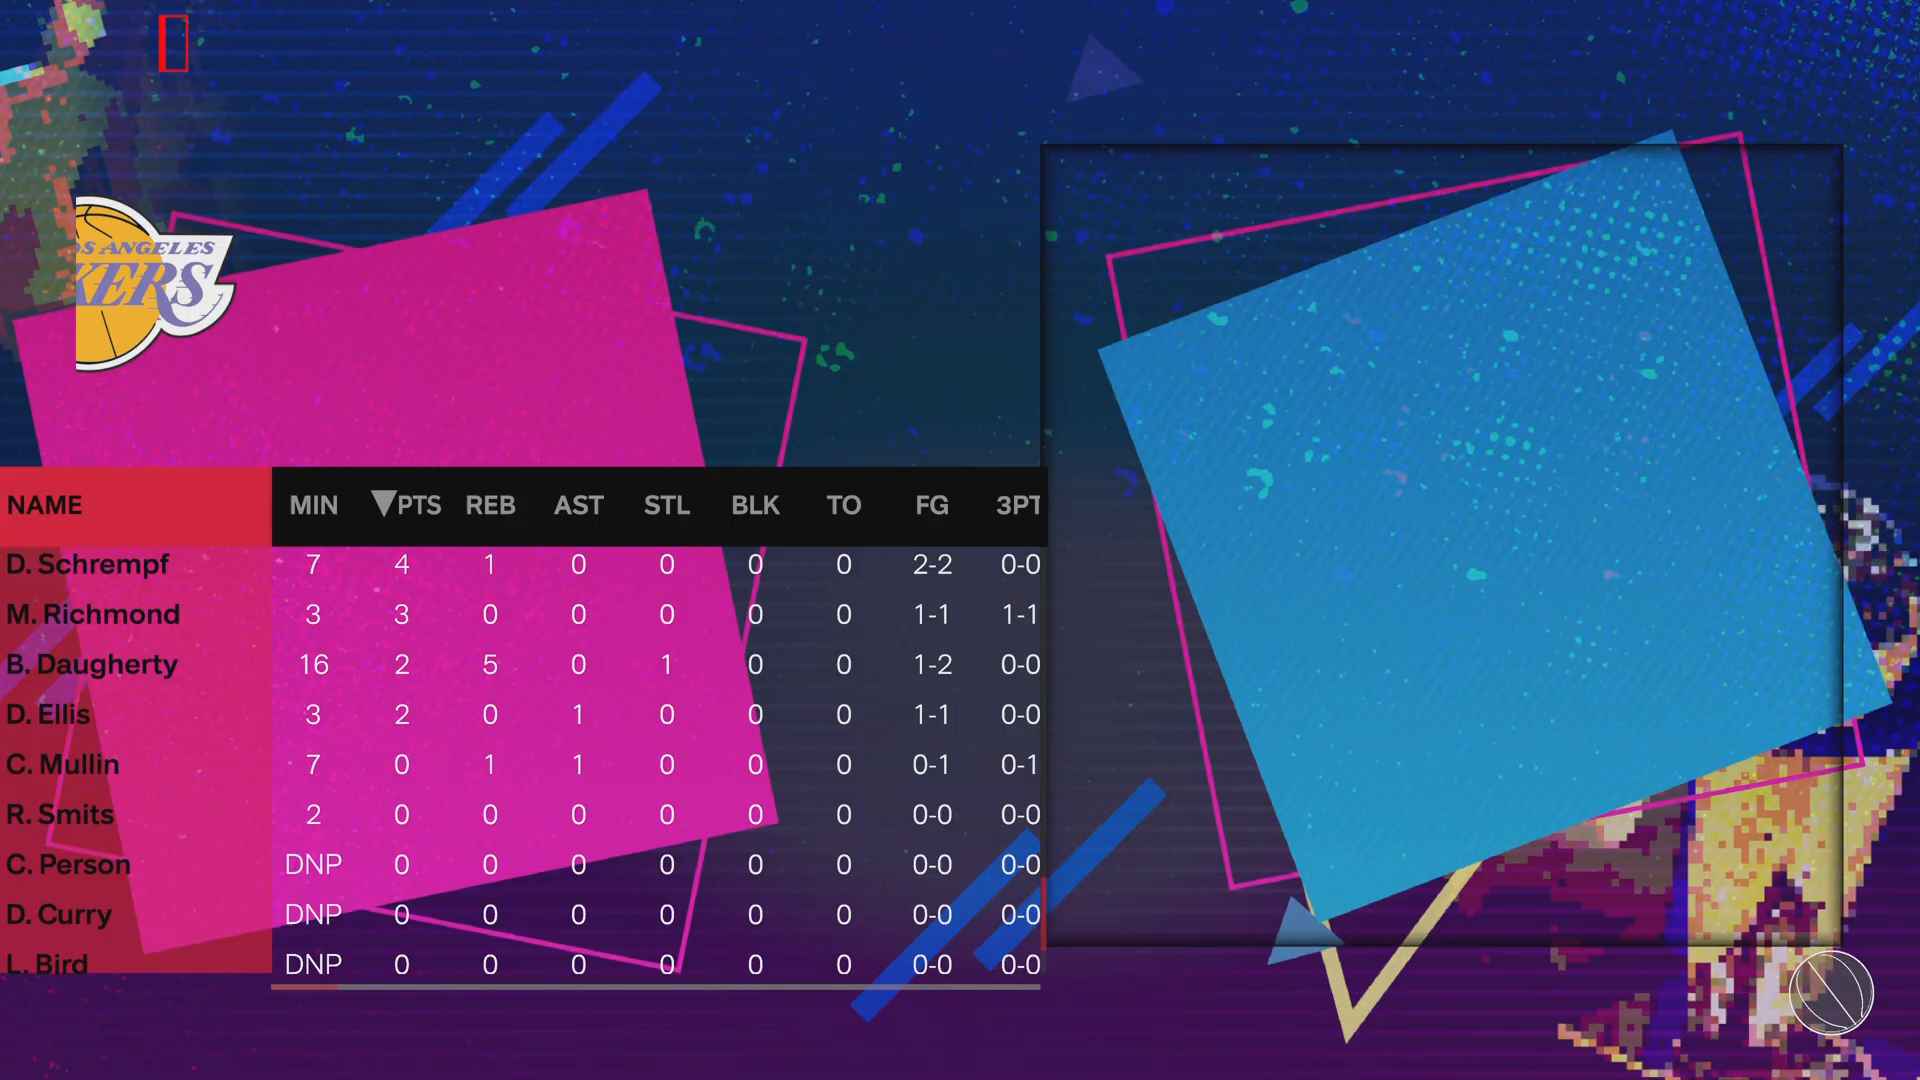 OS ANGELES
KERS
NAME MIN PTS REB AST STL BLK TO FG 3PT
D. Schrempf 7 4 1 0 0 0 0 2-2 0-0
M. Richmond 3 3 0 0 0 0 0 1-1 1-1
B. Daugherty 16 2 5 0 1 0 0 1-2 0-0
D. Ellis 3 2 0 1 0 0 0 1-1 0-0
C. Mullin 7 0 1 1 0 0 0 0-1 0-1
R. Smits 2 0 0 0 0 0 0 0-0 0-0
C. Person DNP 0 0 0 0 0 0 0-0 0-0
D. Curry DNP 0 0 0 0 0 0 0-0 0-0
L. Bird DNP 0 0 0 0 0 0 0-0 0-0